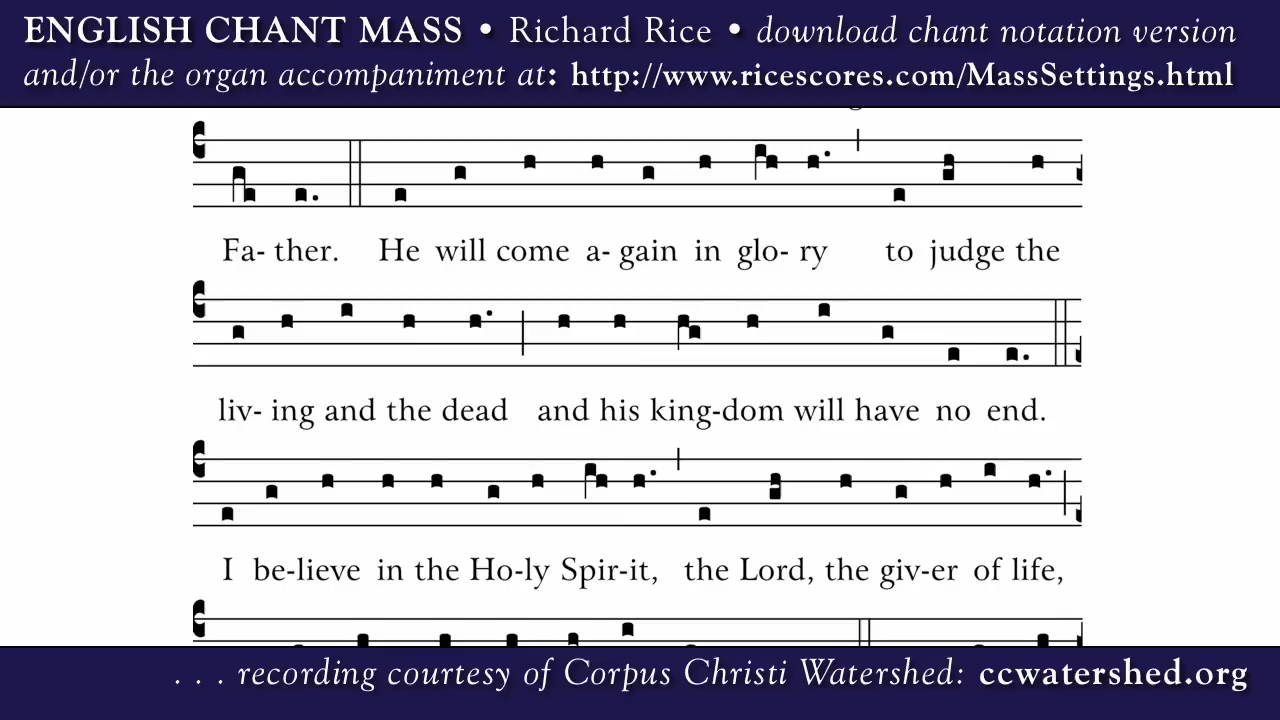 ENGLISH CHANT MASS • Richard Rice • download chant notation version
and/or the organ accompaniment at: http://www.ricescores.com/MassSettings.html
Fa- ther. He will come a- gain in glo- ry to judge the
liv- ing and the dead and his king-dom will have no end.
I be-lieve in the Ho-ly Spir-it, the Lord, the giv-er of life,
. . . recording courtesy of Corpus Christi Watershed: ccwatershed.org